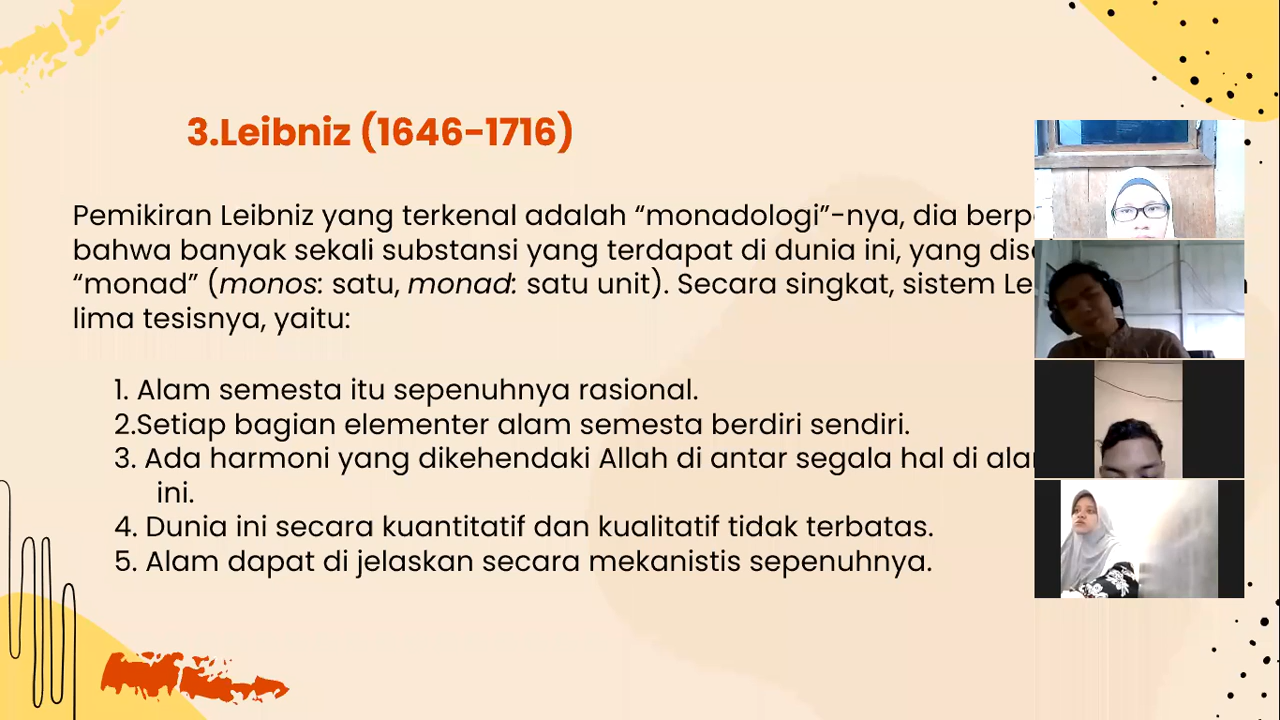 3.Leibniz (1646-1716)
Pemikiran Leibniz yang terkenal adalah “monadologi”-nya, dia
bahwa banyak sekali substansi yang terdapat di dunia ini, yang
“monad” (monos: satu, monad: satu unit). Secara singkat, sistem
lima tesisnya, yaitu:
1. Alam semesta itu sepenuhnya rasional.
2.Setiap bagian elementer alam semesta berdiri sendiri.
3. Ada harmoni yang dikehendaki Allah di antar segala hal di
ini.
4. Dunia ini secara kuantitatif dan kualitatif tidak terbatas.
5. Alam dapat di jelaskan secara mekanistis sepenuhnya.